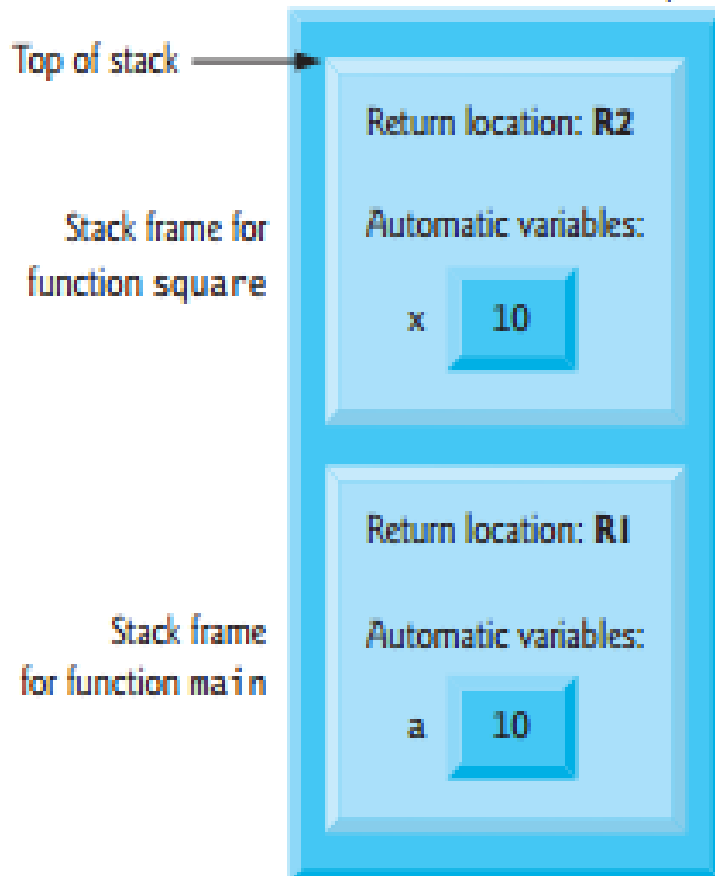 Top of stack
Return location: R2
Stack frame for
function square
Automatic variables:
x 10
Return location: R1
Stack frame
for function main
Automatic variables:
a 10